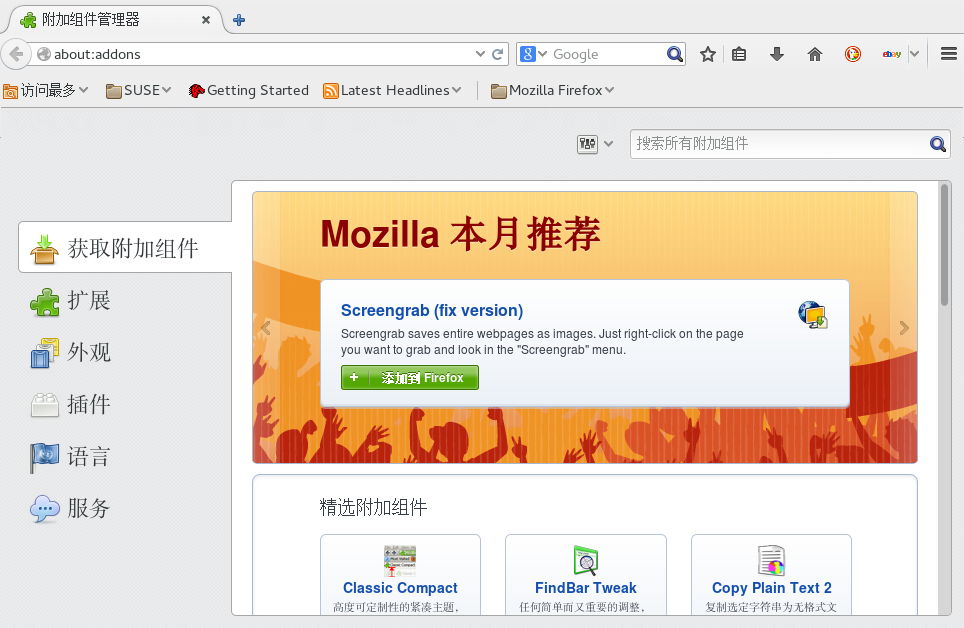 附加组件管理器
about:addons
Google
ebay
访问最多
SUSE
Getting Started
Latest Headlines
Mozilla Firefox
搜索所有附加组件
获取附加组件
扩展
外观
插件
语言
服务
Mozilla 本月推荐
Screengrab (fix version)
Screengrab saves entire webpages as images. Just right-click on the page
you want to grab and look in the "Screengrab" menu.
添加到 Firefox
精选附加组件
Classic Compact
高度可定制性的紧凑主题，
FindBar Tweak
任何简单而又重要的调整，
Copy Plain Text 2
复制选定字符串为无格式文